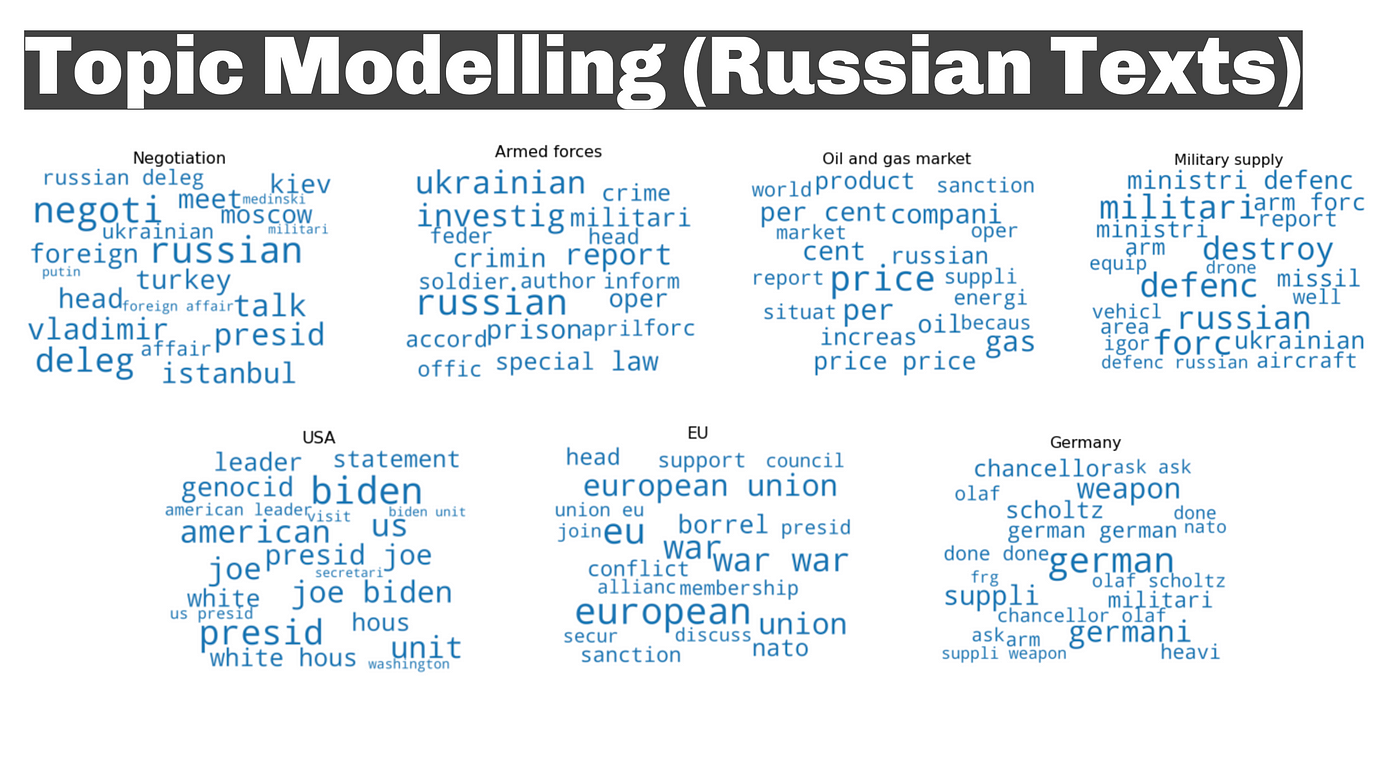 Topic Modelling (Russian Texts)
Negotiation
russian deleg
kiev
meet
medinski
negoti
moscow
ukrainian
militari
foreign
russian
putin
turkey
head
foreign affair
talk
vladimir
presid
affair
deleg
istanbul
Armed forces
ukrainian
crime
investig
militari
feder
head
crimin
report
soldier
author
inform
russian
oper
prison
april
forc
accord
special
law
offic
Oil and gas market
world
product
sanction
per cent
compani
market
oper
cent
russian
report
price
suppli
energi
situat
per
oil
becaus
increas
gas
price price
Military supply
ministri defenc
militari
arm forc
report
ministri
arm
destroy
equip
drone
missil
defenc
well
vehicl
russian
area
igor
forc
ukrainian
defenc russian
aircraft
USA
leader
statement
genocid
biden
american leader
visit
biden unit
american
us
presid joe
joe
secretari
white
joe biden
us presid
hous
presid
unit
white hous
washington
EU
head
support
council
european union
union eu
join
eu
borrel
presid
war
war war
conflict
allianc
membership
european
union
secur
discuss
sanction
nato
Germany
chancellor
ask ask
olaf
weapon
scholtz
done
german german
nato
done done
german
frg
olaf scholtz
suppli
militari
chancellor olaf
ask
arm
germani
suppli weapon
heavi